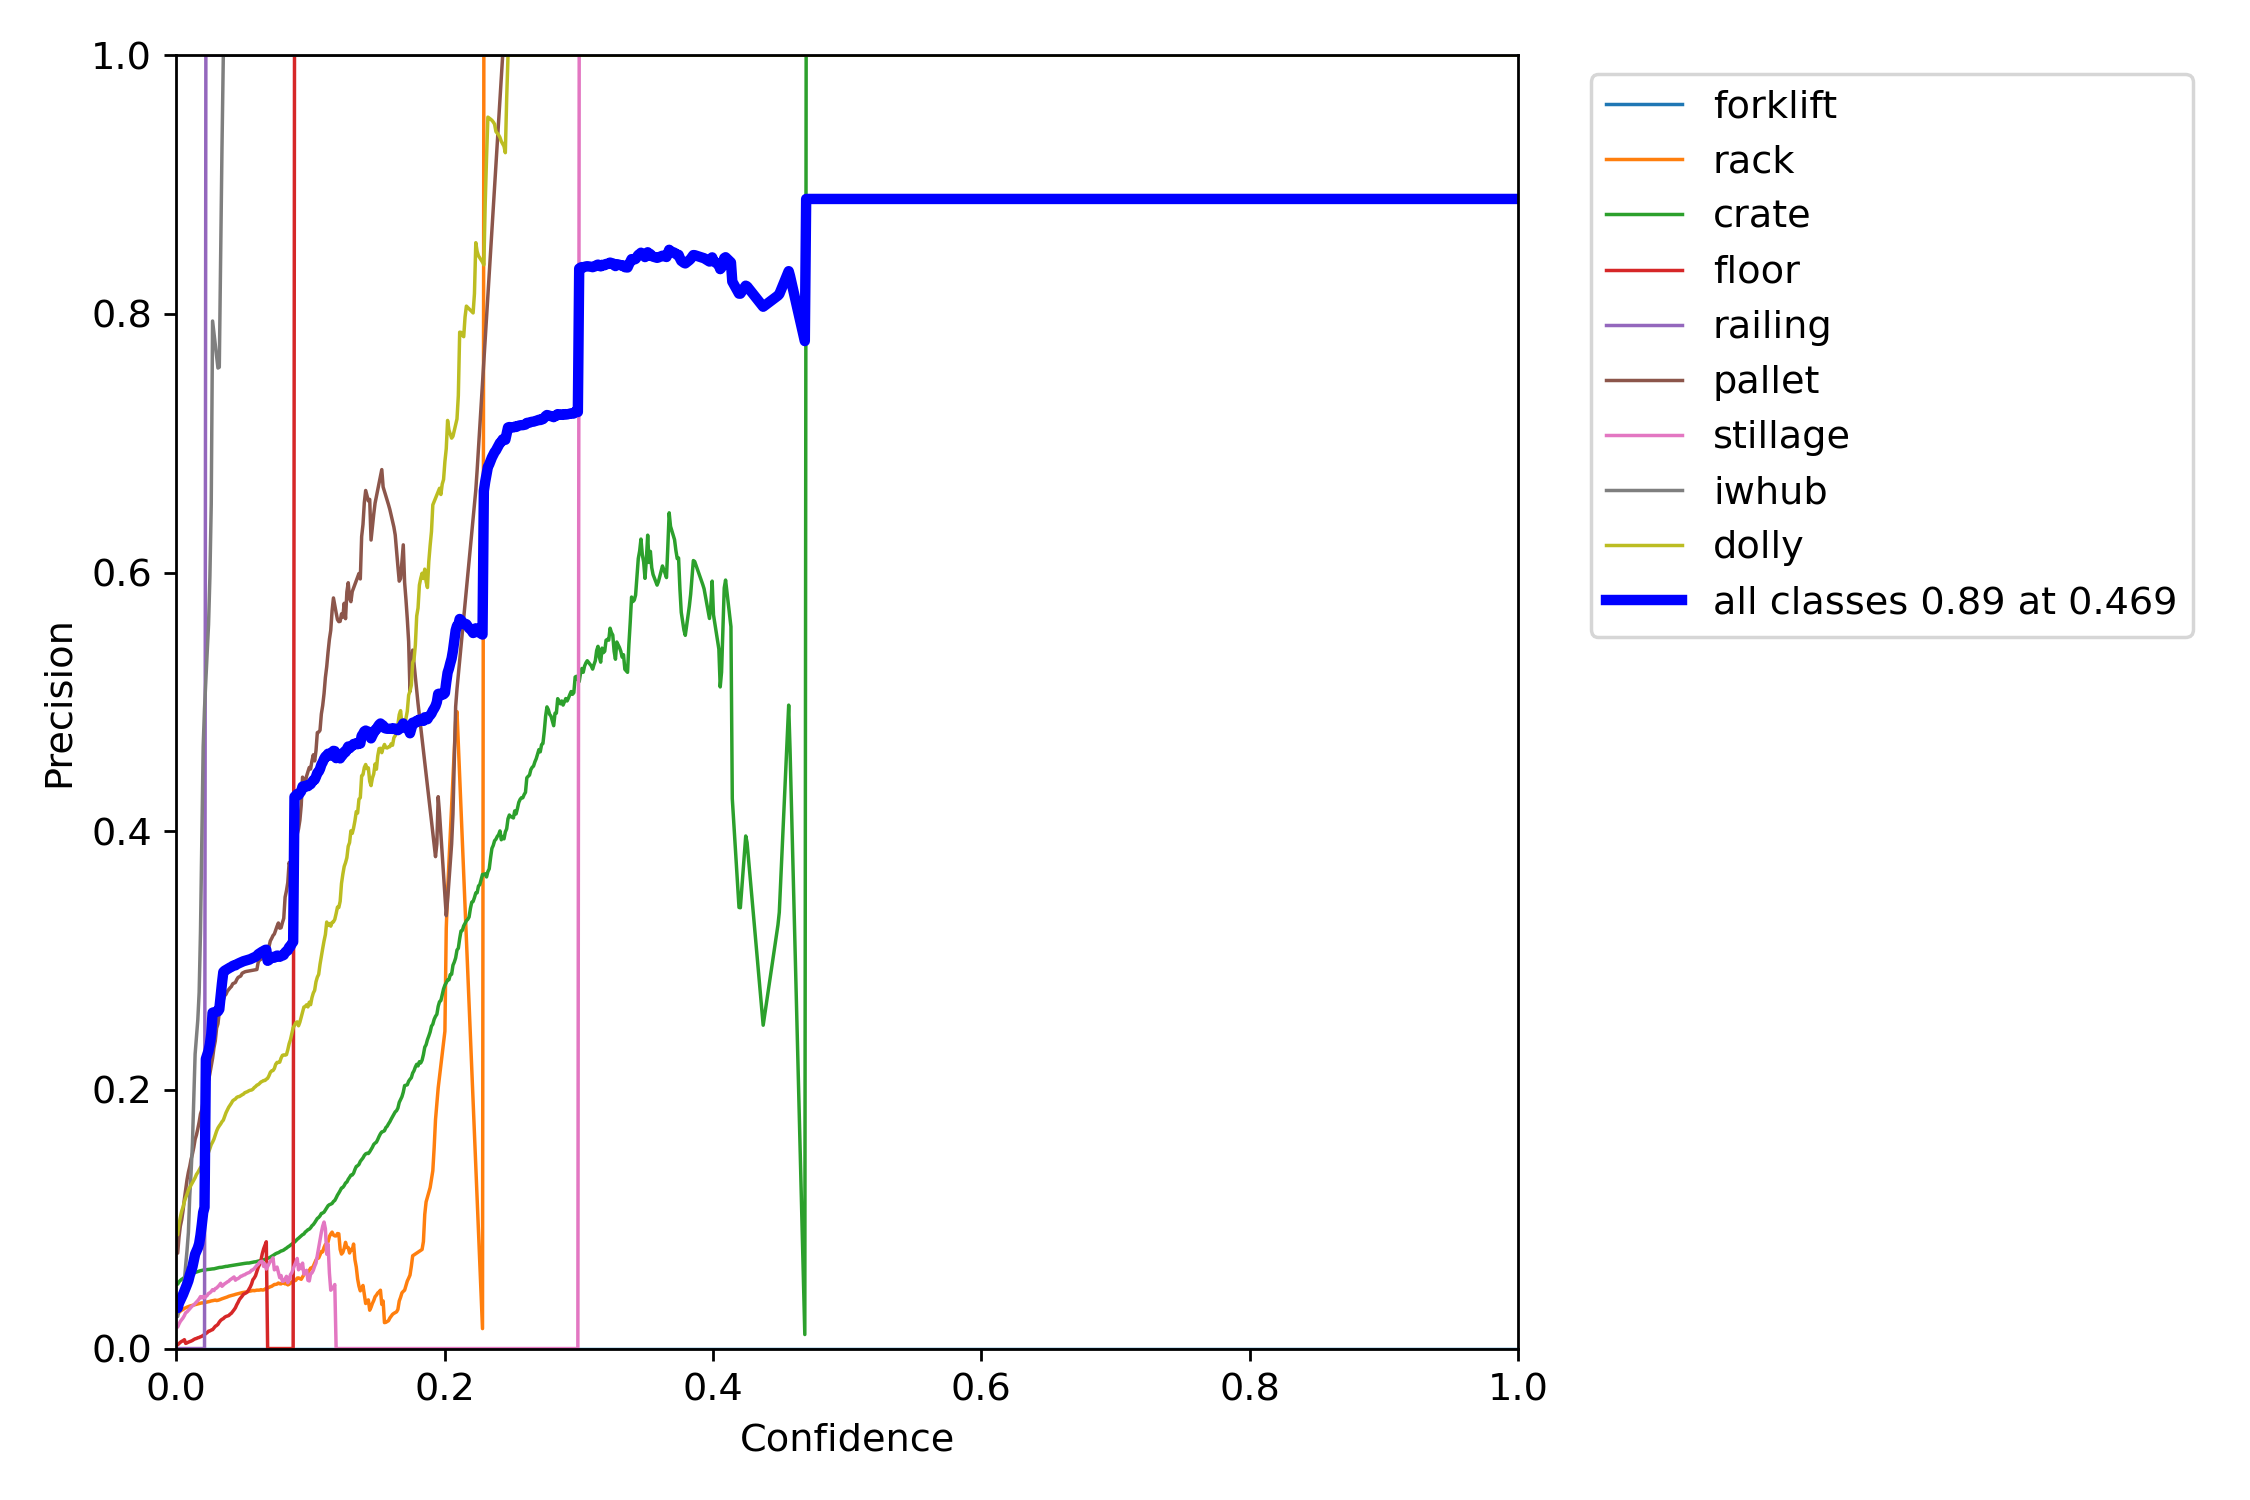 1.0
0.8
0.6
0.4
0.2
0.0
Precision
0.0 0.2 0.4 0.6 0.8 1.0
Confidence
forklift
rack
crate
floor
railing
pallet
stillage
iwhub
dolly
all classes 0.89 at 0.469